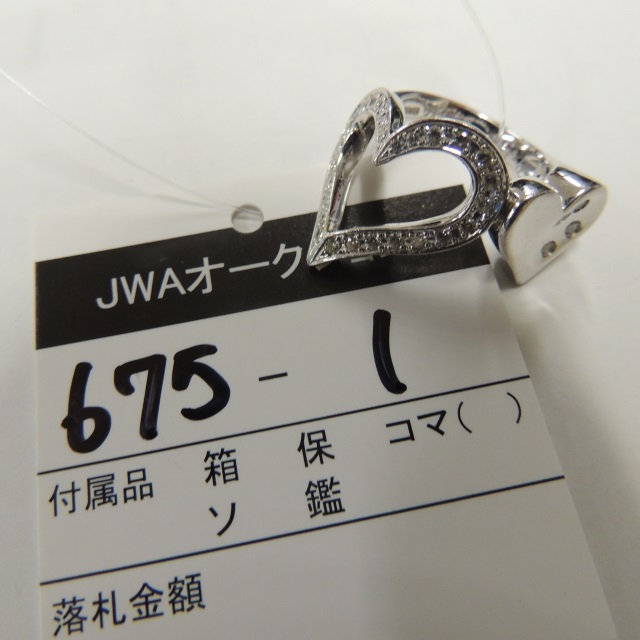 JWAオーク
675-1
付属品 箱 保 コマ( )
ソ 鑑
落札金額